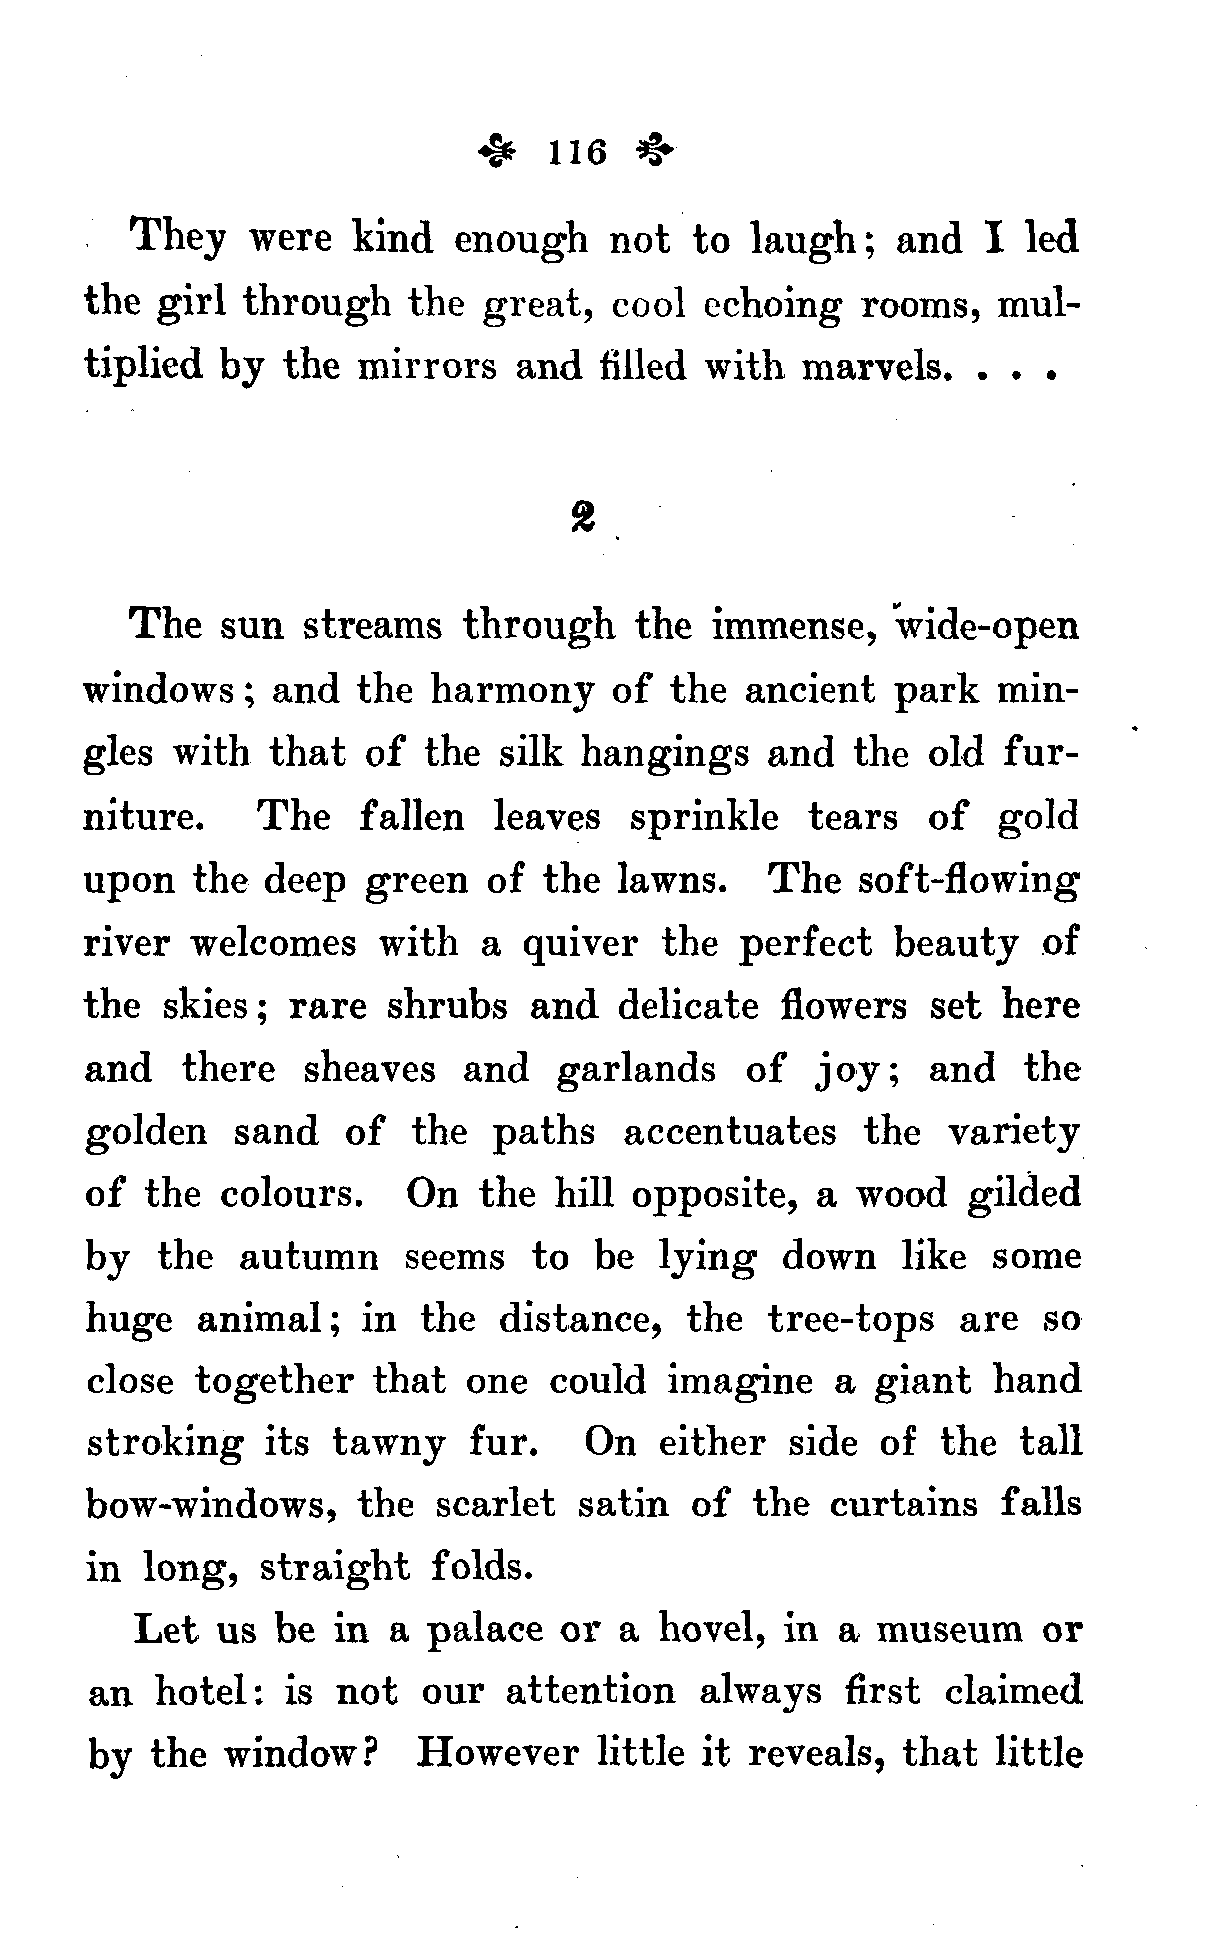 116
They were kind enough not to laugh; and I led
the girl through the great, cool echoing rooms, mul-
tiplied by the mirrors and filled with marvels. . . .
2
The sun streams through the immense, wide-open
windows; and the harmony of the ancient park min-
gles with that of the silk hangings and the old fur-
niture. The fallen leaves sprinkle tears of gold
upon the deep green of the lawns. The soft-flowing
river welcomes with a quiver the perfect beauty of
the skies; rare shrubs and delicate flowers set here
and there sheaves and garlands of joy; and the
golden sand of the paths accentuates the variety
of the colours. On the hill opposite, a wood gilded
by the autumn seems to be lying down like some
huge animal; in the distance, the tree-tops are so
close together that one could imagine a giant hand
stroking its tawny fur. On either side of the tall
bow-windows, the scarlet satin of the curtains falls
in long, straight folds.
Let us be in a palace or a hovel, in a museum or
an hotel: is not our attention always first claimed
by the window? However little it reveals, that little